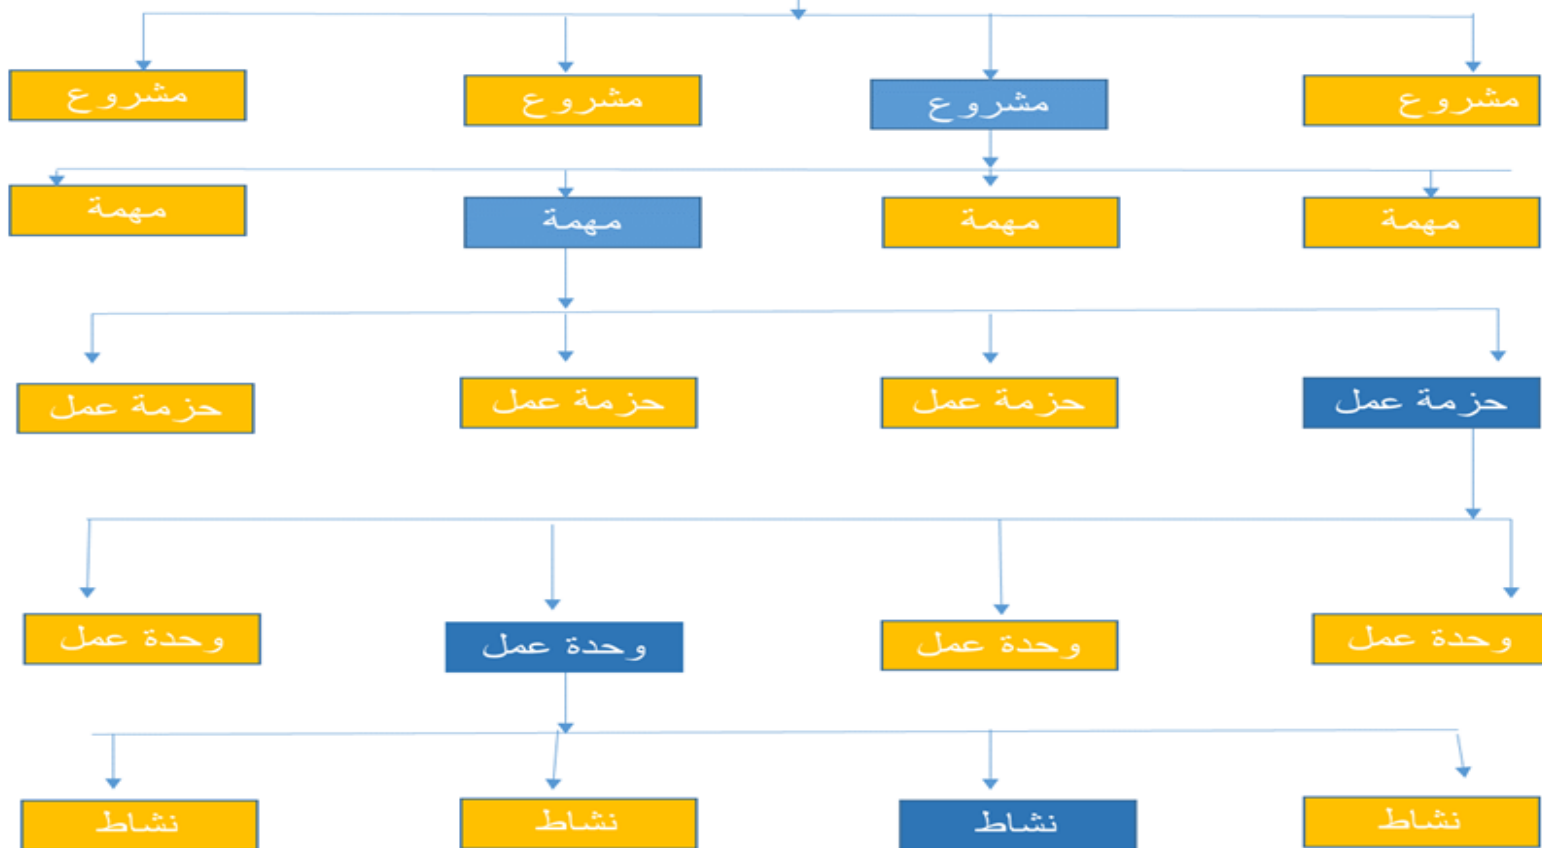 مشروع
مشروع
مشروع
مشروع
مهمة
مهمة
مهمة
مهمة
حزمة عمل
حزمة عمل
حزمة عمل
حزمة عمل
وحدة عمل
وحدة عمل
وحدة عمل
وحدة عمل
نشاط
نشاط
نشاط
نشاط